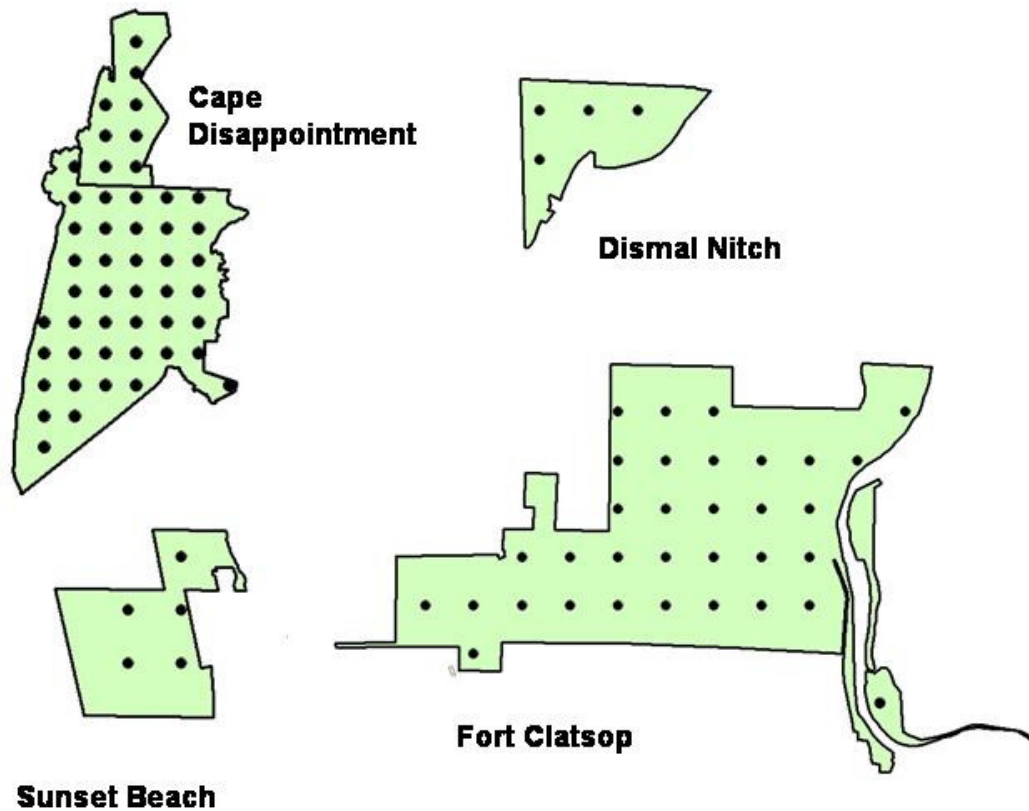 Cape
Disappointment
Dismal Nitch
Fort Clatsop
Sunset Beach